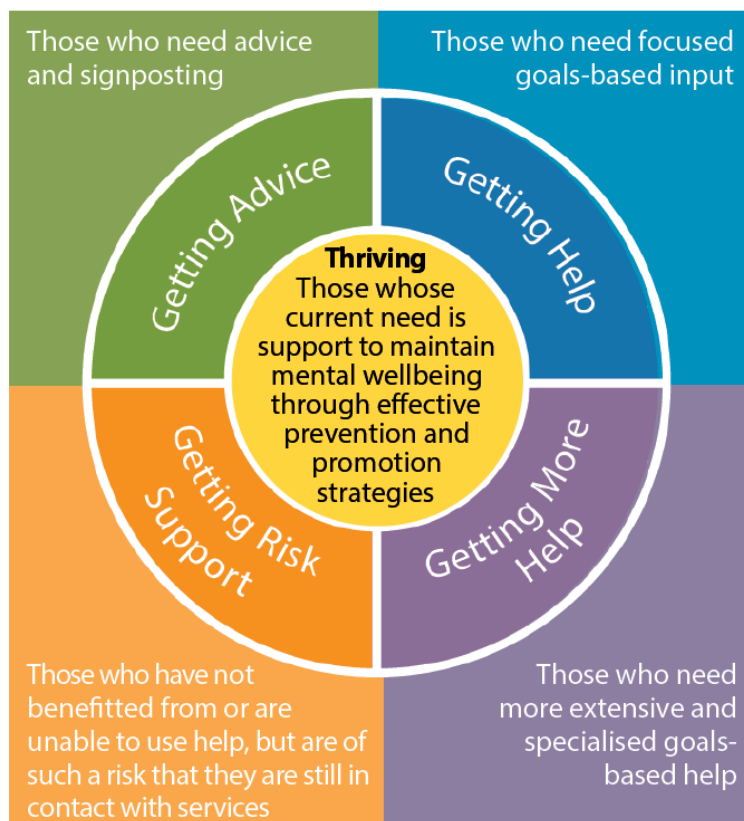 Those who need advice
and signposting
Those who need focused
goals-based input
Getting Advice
Getting Help
Thriving
Those whose
current need is
support to maintain
mental wellbeing
through effective
prevention and
promotion
strategies
Getting Risk
Support
Getting More
Help
Those who have not
benefitted from or are
unable to use help, but are of
such a risk that they are still in
contact with services
Those who need
more extensive and
specialised goals-
based help